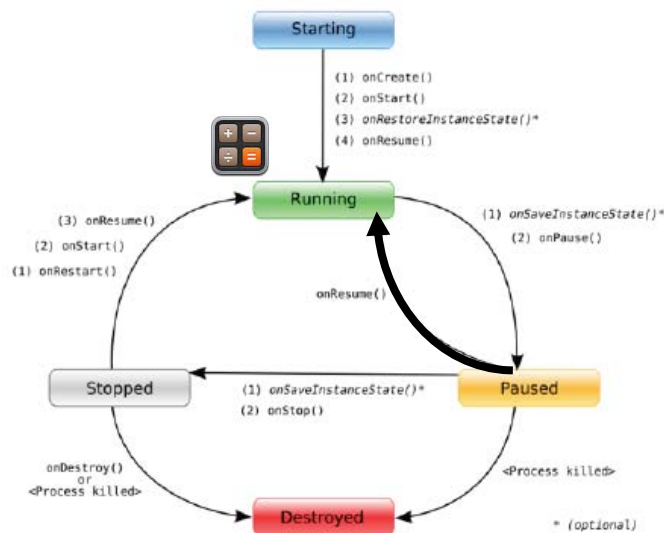 Starting
(1) onCreate()
(2) onStart()
(3) onRestoreInstanceState()*
(4) onResume()
+ −
÷ =
Running
(3) onResume()
(2) onStart()
(1) onRestart()
(1) onSaveInstanceState()*
(2) onPause()
onResume()
Stopped
(1) onSaveInstanceState()*
(2) onStop()
Paused
onDestroy()
or
<Process killed>
<Process killed>
Destroyed
* (optional)